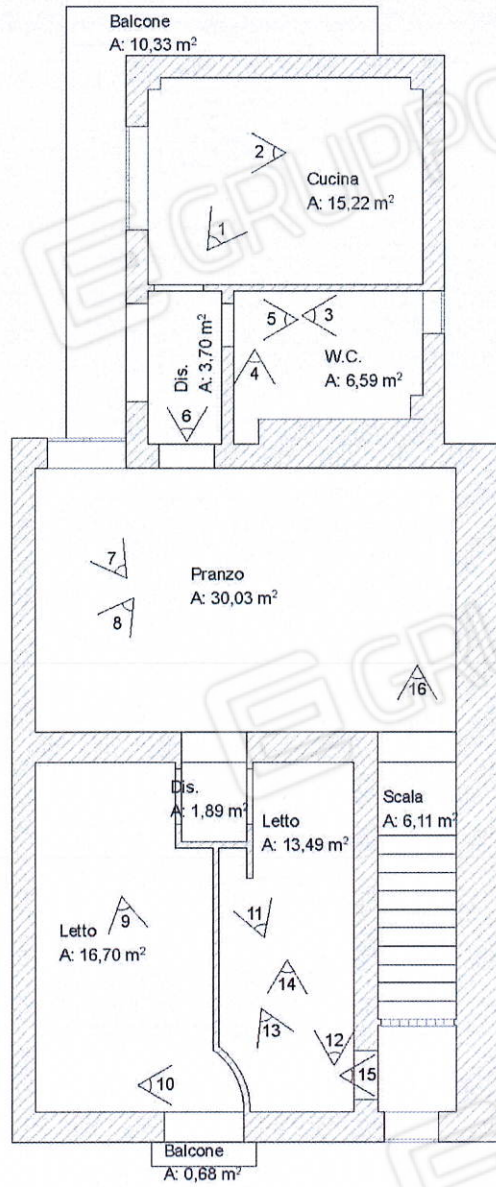 Balcone
A: 10,33 m²
2
Cucina
A: 15,22 m²
1
5
3
W.C.
A: 6,59 m²
4
Dis.
A: 3,70 m²
6
7
Pranzo
A: 30,03 m²
8
16
Dis.
A: 1,89 m²
Letto
A: 13,49 m²
Scala
A: 6,11 m²
9
Letto
A: 16,70 m²
11
14
13
12
10
15
Balcone
A: 0,68 m²
GRUPPO
GRU